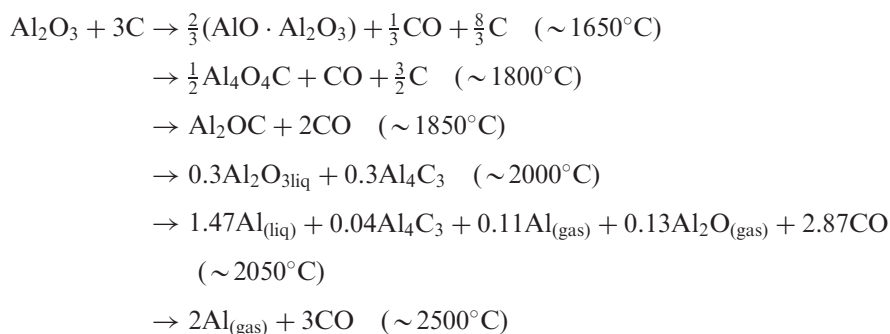 Al₂O₃ + 3C → ⅔(AlO · Al₂O₃) + ⅓CO + 8/3C (∼1650°C)
→ ½Al₄O₄C + CO + 3/2C (∼1800°C)
→ Al₂OC + 2CO (∼1850°C)
→ 0.3Al₂O₃liq + 0.3Al₄C₃ (∼2000°C)
→ 1.47Al(liq) + 0.04Al₄C₃ + 0.11Al(gas) + 0.13Al₂O(gas) + 2.87CO
(∼2050°C)
→ 2Al(gas) + 3CO (∼2500°C)